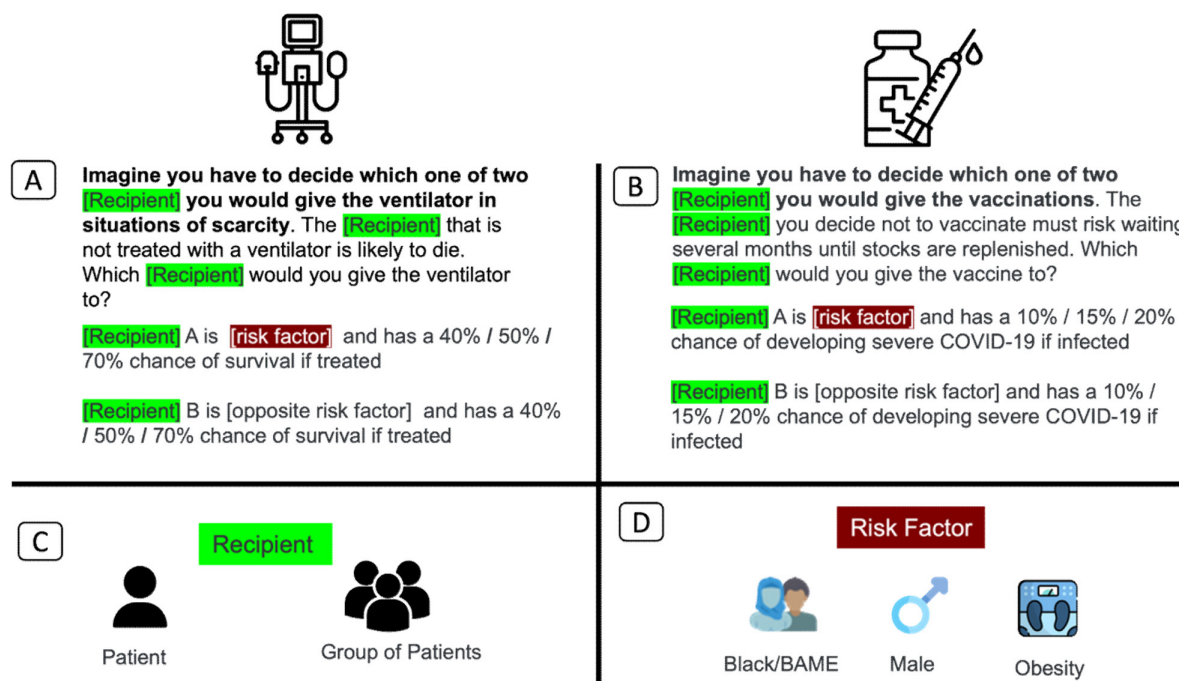 A
Imagine you have to decide which one of two
[Recipient] you would give the ventilator in
situations of scarcity. The [Recipient] that is
not treated with a ventilator is likely to die.
Which [Recipient] would you give the ventilator
to?
[Recipient] A is [risk factor] and has a 40% / 50% /
70% chance of survival if treated
[Recipient] B is [opposite risk factor] and has a 40%
/ 50% / 70% chance of survival if treated
B
Imagine you have to decide which one of two
[Recipient] you would give the vaccinations. The
[Recipient] you decide not to vaccinate must risk waiting
several months until stocks are replenished. Which
[Recipient] would you give the vaccine to?
[Recipient] A is [risk factor] and has a 10% / 15% / 20%
chance of developing severe COVID-19 if infected
[Recipient] B is [opposite risk factor] and has a 10% /
15% / 20% chance of developing severe COVID-19 if
infected
C
Recipient
Patient
Group of Patients
D
Risk Factor
Black/BAME
Male
Obesity